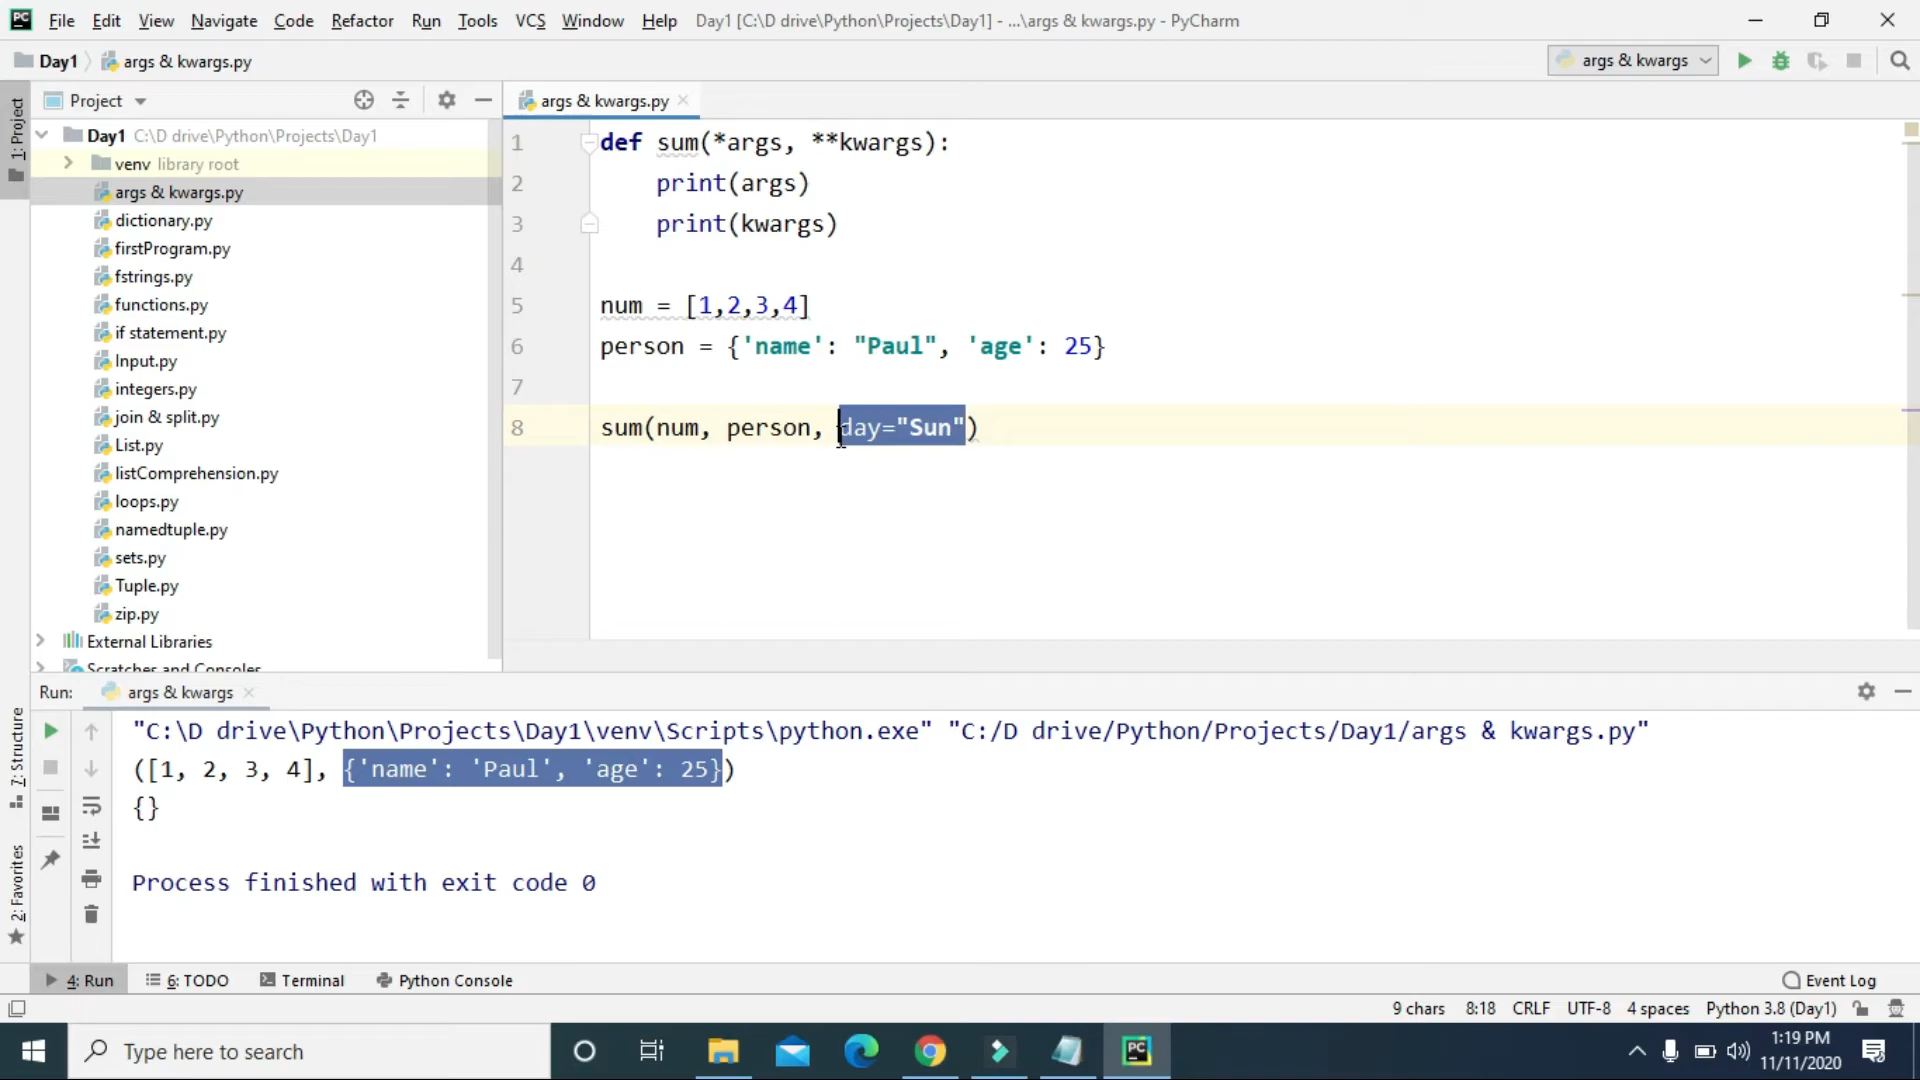 PC File Edit View Navigate Code Refactor Run Tools VCS Window Help Day1 [C:\D drive\Python\Projects\Day1] - ...\args & kwargs.py - PyCharm
Day1 args & kwargs.py args & kwargs
1: Project
Project
args & kwargs.py
Day1 C:\D drive\Python\Projects\Day1
venv library root
args & kwargs.py
dictionary.py
firstProgram.py
fstrings.py
functions.py
if statement.py
Input.py
integers.py
join & split.py
List.py
listComprehension.py
loops.py
namedtuple.py
sets.py
Tuple.py
zip.py
External Libraries
Scratches and Consoles
1 def sum(*args, **kwargs):
2 print(args)
3 print(kwargs)
4
5 num = [1,2,3,4]
6 person = {'name': "Paul", 'age': 25}
7
8 sum(num, person, day="Sun")
Run: args & kwargs
7: Structure
2: Favorites
"C:\D drive\Python\Projects\Day1\venv\Scripts\python.exe" "C:/D drive/Python/Projects/Day1/args & kwargs.py"
([1, 2, 3, 4], {'name': 'Paul', 'age': 25})
{}
Process finished with exit code 0
4: Run 6: TODO Terminal Python Console Event Log
9 chars 8:18 CRLF UTF-8 4 spaces Python 3.8 (Day1)
Type here to search
PC
1:19 PM
11/11/2020